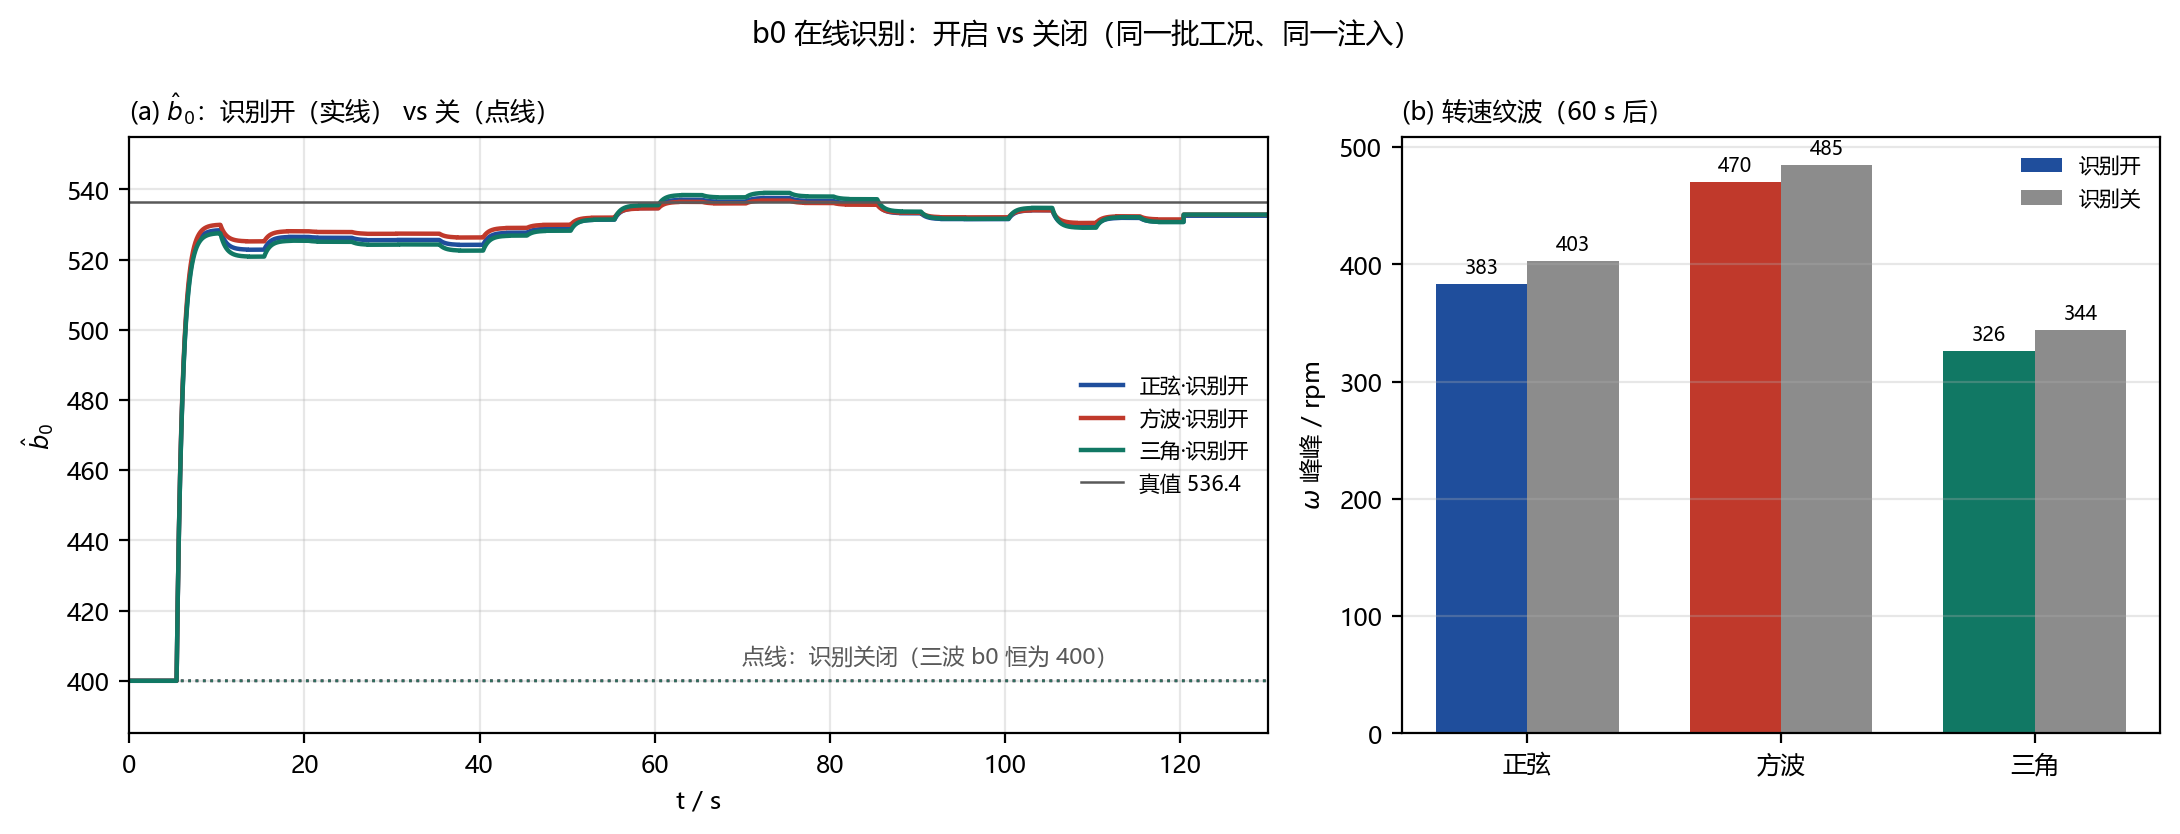 b0 在线识别：开启 vs 关闭（同一批工况、同一注入）
(a) b̂₀：识别开（实线） vs 关（点线）
540
520
500
480
460
440
420
400
b̂₀
正弦·识别开
方波·识别开
三角·识别开
真值 536.4
点线：识别关闭（三波 b0 恒为 400）
0 20 40 60 80 100 120
t / s
(b) 转速纹波（60 s 后）
500
400
300
200
100
0
ω 峰峰 / rpm
识别开
识别关
383 403 470 485 326 344
正弦 方波 三角